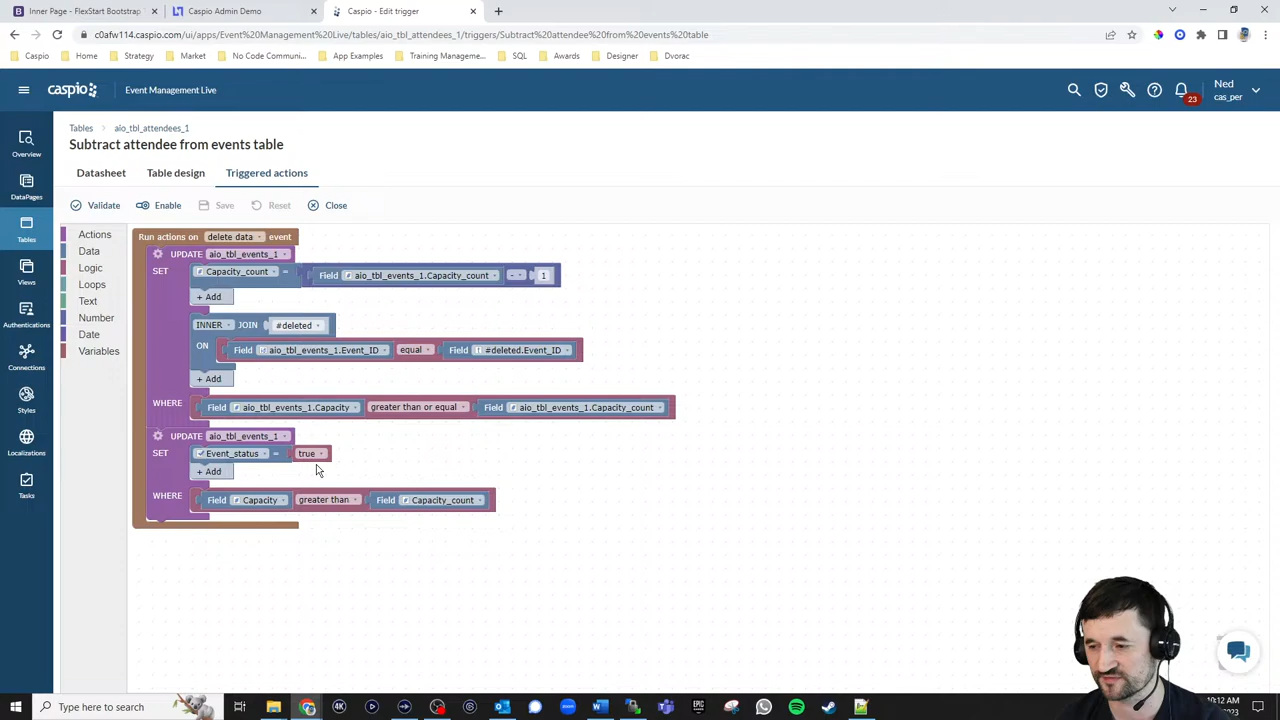 Inner Page - FlexStart Bootstrap
Caspio Admin Demo
Caspio - Edit trigger
c0afw114.caspio.com/ui/apps/Event%20Management%20Live/tables/aio_tbl_attendees_1/triggers/Subtract%20attendee%20from%20events%20table
Caspio
Home
Strategy
Market
No Code Communi...
App Examples
Training Manageme...
SQL
Awards
Designer
Dvorac
caspio
Event Management Live
23
Ned
cas_per
Tables > aio_tbl_attendees_1
Subtract attendee from events table
Datasheet
Table design
Triggered actions
Validate
Enable
Save
Reset
Close
Overview
DataPages
Tables
Views
Authentications
Connections
Styles
Localizations
Tasks
Actions
Data
Logic
Loops
Text
Number
Date
Variables
Run actions on delete data event
UPDATE aio_tbl_events_1
SET Capacity_count = Field aio_tbl_events_1.Capacity_count - 1
+ Add
INNER JOIN #deleted
ON Field aio_tbl_events_1.Event_ID equal Field #deleted.Event_ID
+ Add
WHERE Field aio_tbl_events_1.Capacity greater than or equal Field aio_tbl_events_1.Capacity_count
UPDATE aio_tbl_events_1
SET Event_status = true
+ Add
WHERE Field Capacity greater than Field Capacity_count
Type here to search
4K
EPIC GAMES